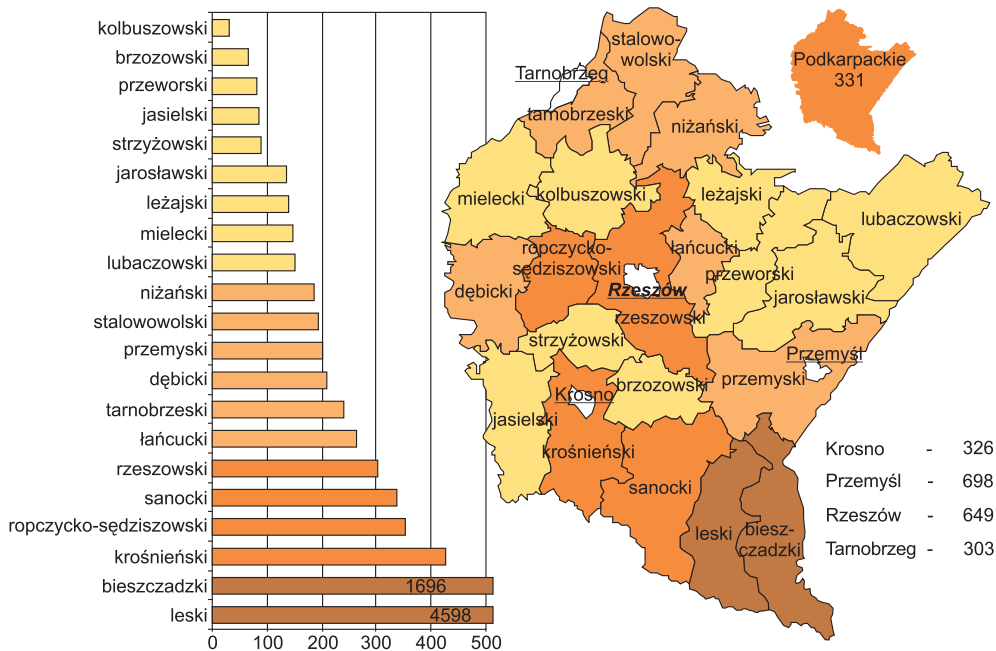 kolbuszowski
brzozowski
przeworski
jasielski
strzyżowski
jarosławski
leżajski
mielecki
lubaczowski
niżański
stalowowolski
przemyski
dębicki
tarnobrzeski
łańcucki
rzeszowski
sanocki
ropczycko-sędziszowski
krośnieński
bieszczadzki
1696
leski
4598
0 100 200 300 400 500
stalowo-
wolski
Tarnobrzeg
tarnobrzeski
niżański
mielecki
kolbuszowski
leżajski
lubaczowski
ropczycko-
sędziszowski
łańcucki
przeworski
dębicki
Rzeszów
jarosławski
rzeszowski
strzyżowski
Przemyśl
przemyski
brzozowski
Krosno
jasielski
krośnieński
sanocki
leski
biesz-
czadzki
Podkarpackie
331
Krosno - 326
Przemyśl - 698
Rzeszów - 649
Tarnobrzeg - 303